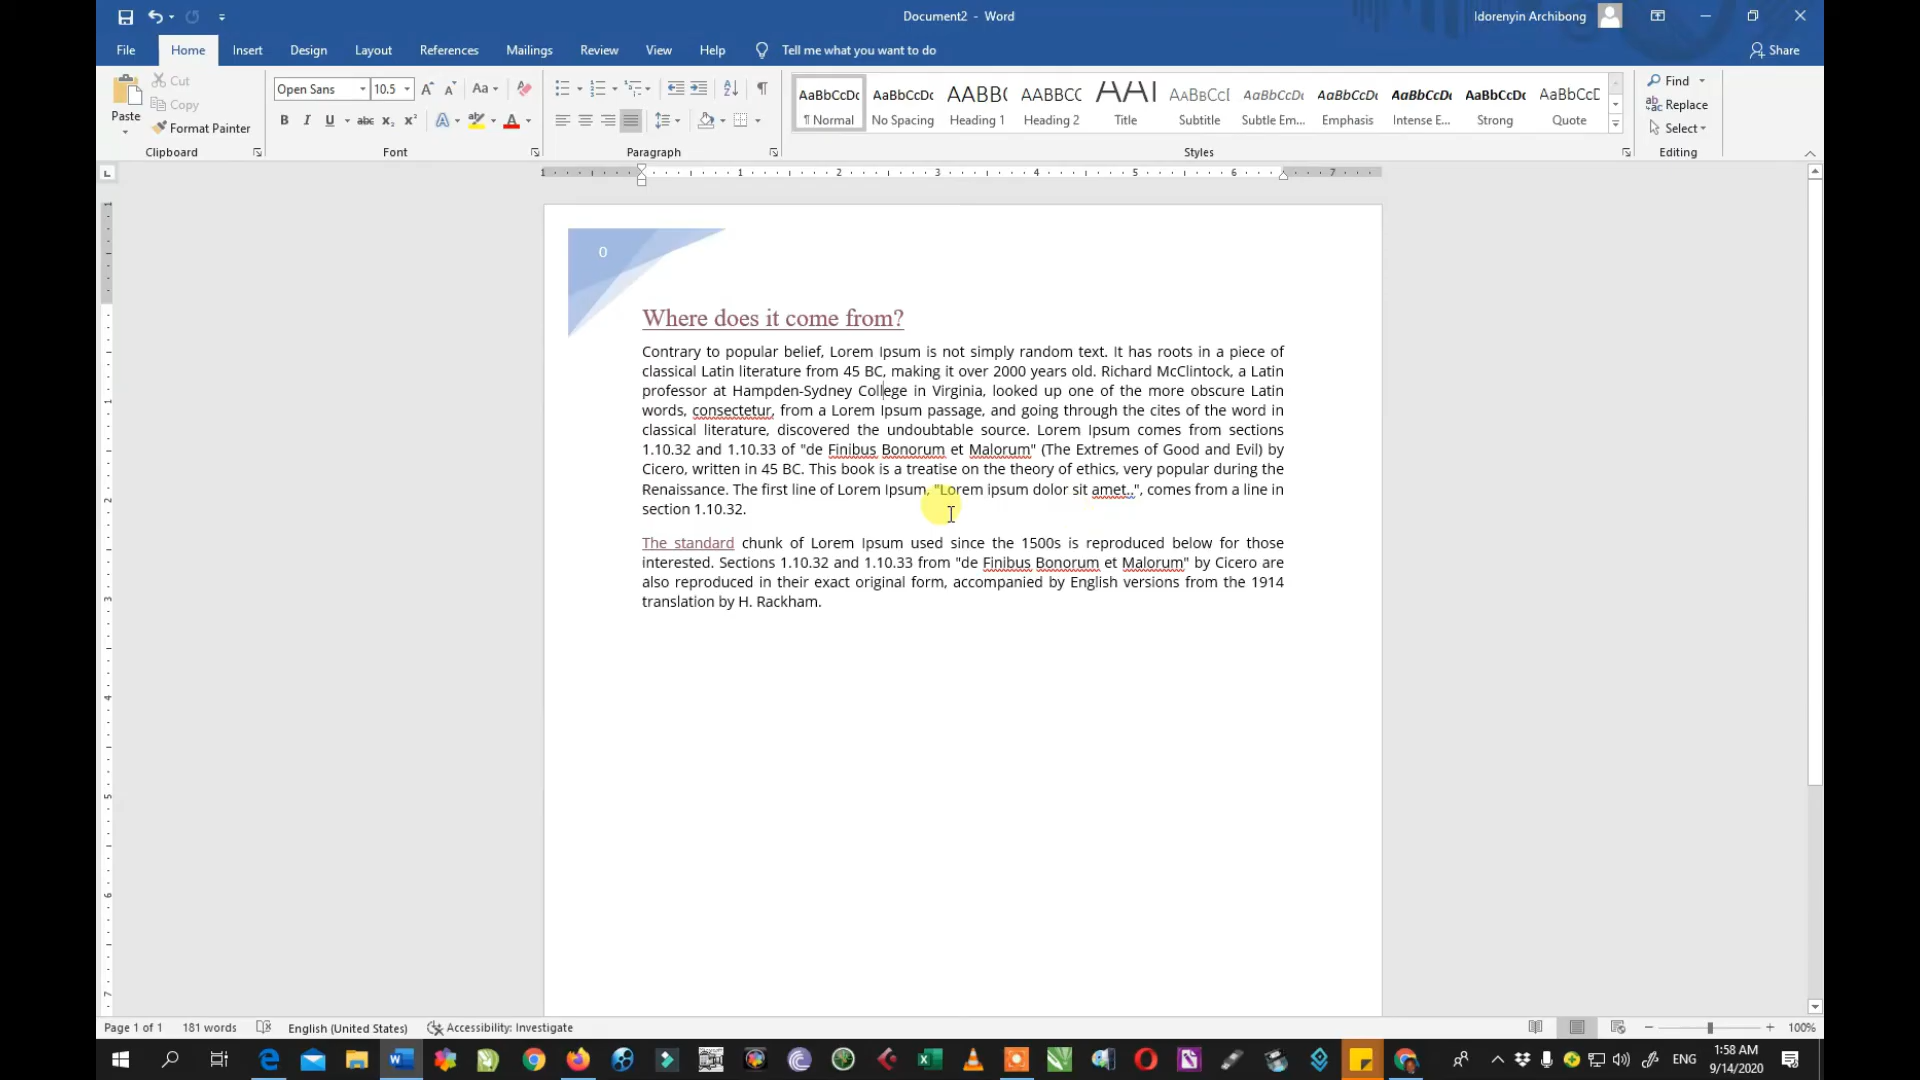 Document2 - Word
Idorenyin Archibong
File
Home
Insert
Design
Layout
References
Mailings
Review
View
Help
Tell me what you want to do
Share
Paste
Cut
Copy
Format Painter
Clipboard
Open Sans
10.5
Font
Paragraph
AaBbCcDc
¶ Normal
AaBbCcDc
No Spacing
AABBC
Heading 1
AABBCC
Heading 2
AAI
Title
AABBCCD
Subtitle
AaBbCcDc
Subtle Em...
AaBbCcDc
Emphasis
AaBbCcDc
Intense E...
AaBbCcDc
Strong
AaBbCcD
Quote
Styles
Find
Replace
Select
Editing
1 1 2 3 4 5 6 7
0
Where does it come from?
Contrary to popular belief, Lorem Ipsum is not simply random text. It has roots in a piece of
classical Latin literature from 45 BC, making it over 2000 years old. Richard McClintock, a Latin
professor at Hampden-Sydney College in Virginia, looked up one of the more obscure Latin
words, consectetur, from a Lorem Ipsum passage, and going through the cites of the word in
classical literature, discovered the undoubtable source. Lorem Ipsum comes from sections
1.10.32 and 1.10.33 of "de Finibus Bonorum et Malorum" (The Extremes of Good and Evil) by
Cicero, written in 45 BC. This book is a treatise on the theory of ethics, very popular during the
Renaissance. The first line of Lorem Ipsum, "Lorem ipsum dolor sit amet..", comes from a line in
section 1.10.32.
The standard chunk of Lorem Ipsum used since the 1500s is reproduced below for those
interested. Sections 1.10.32 and 1.10.33 from "de Finibus Bonorum et Malorum" by Cicero are
also reproduced in their exact original form, accompanied by English versions from the 1914
translation by H. Rackham.
Page 1 of 1
181 words
English (United States)
Accessibility: Investigate
100%
ENG
1:58 AM
9/14/2020